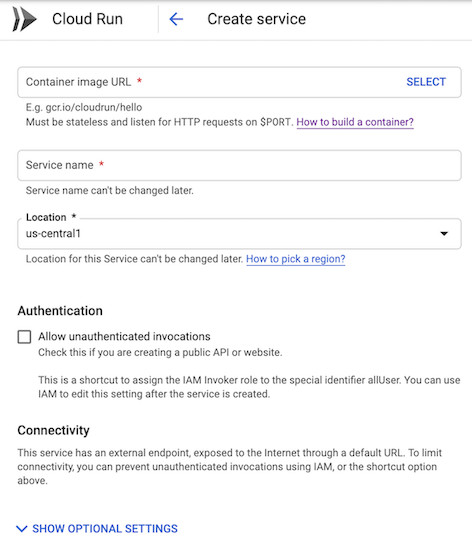 Cloud Run
Create service
Container image URL *
SELECT
E.g. gcr.io/cloudrun/hello
Must be stateless and listen for HTTP requests on $PORT. How to build a container?
Service name *
Service name can't be changed later.
Location *
us-central1
Location for this Service can't be changed later. How to pick a region?
Authentication
Allow unauthenticated invocations
Check this if you are creating a public API or website.
This is a shortcut to assign the IAM Invoker role to the special identifier allUser. You can use
IAM to edit this setting after the service is created.
Connectivity
This service has an external endpoint, exposed to the Internet through a default URL. To limit
connectivity, you can prevent unauthenticated invocations using IAM, or the shortcut option
above.
SHOW OPTIONAL SETTINGS